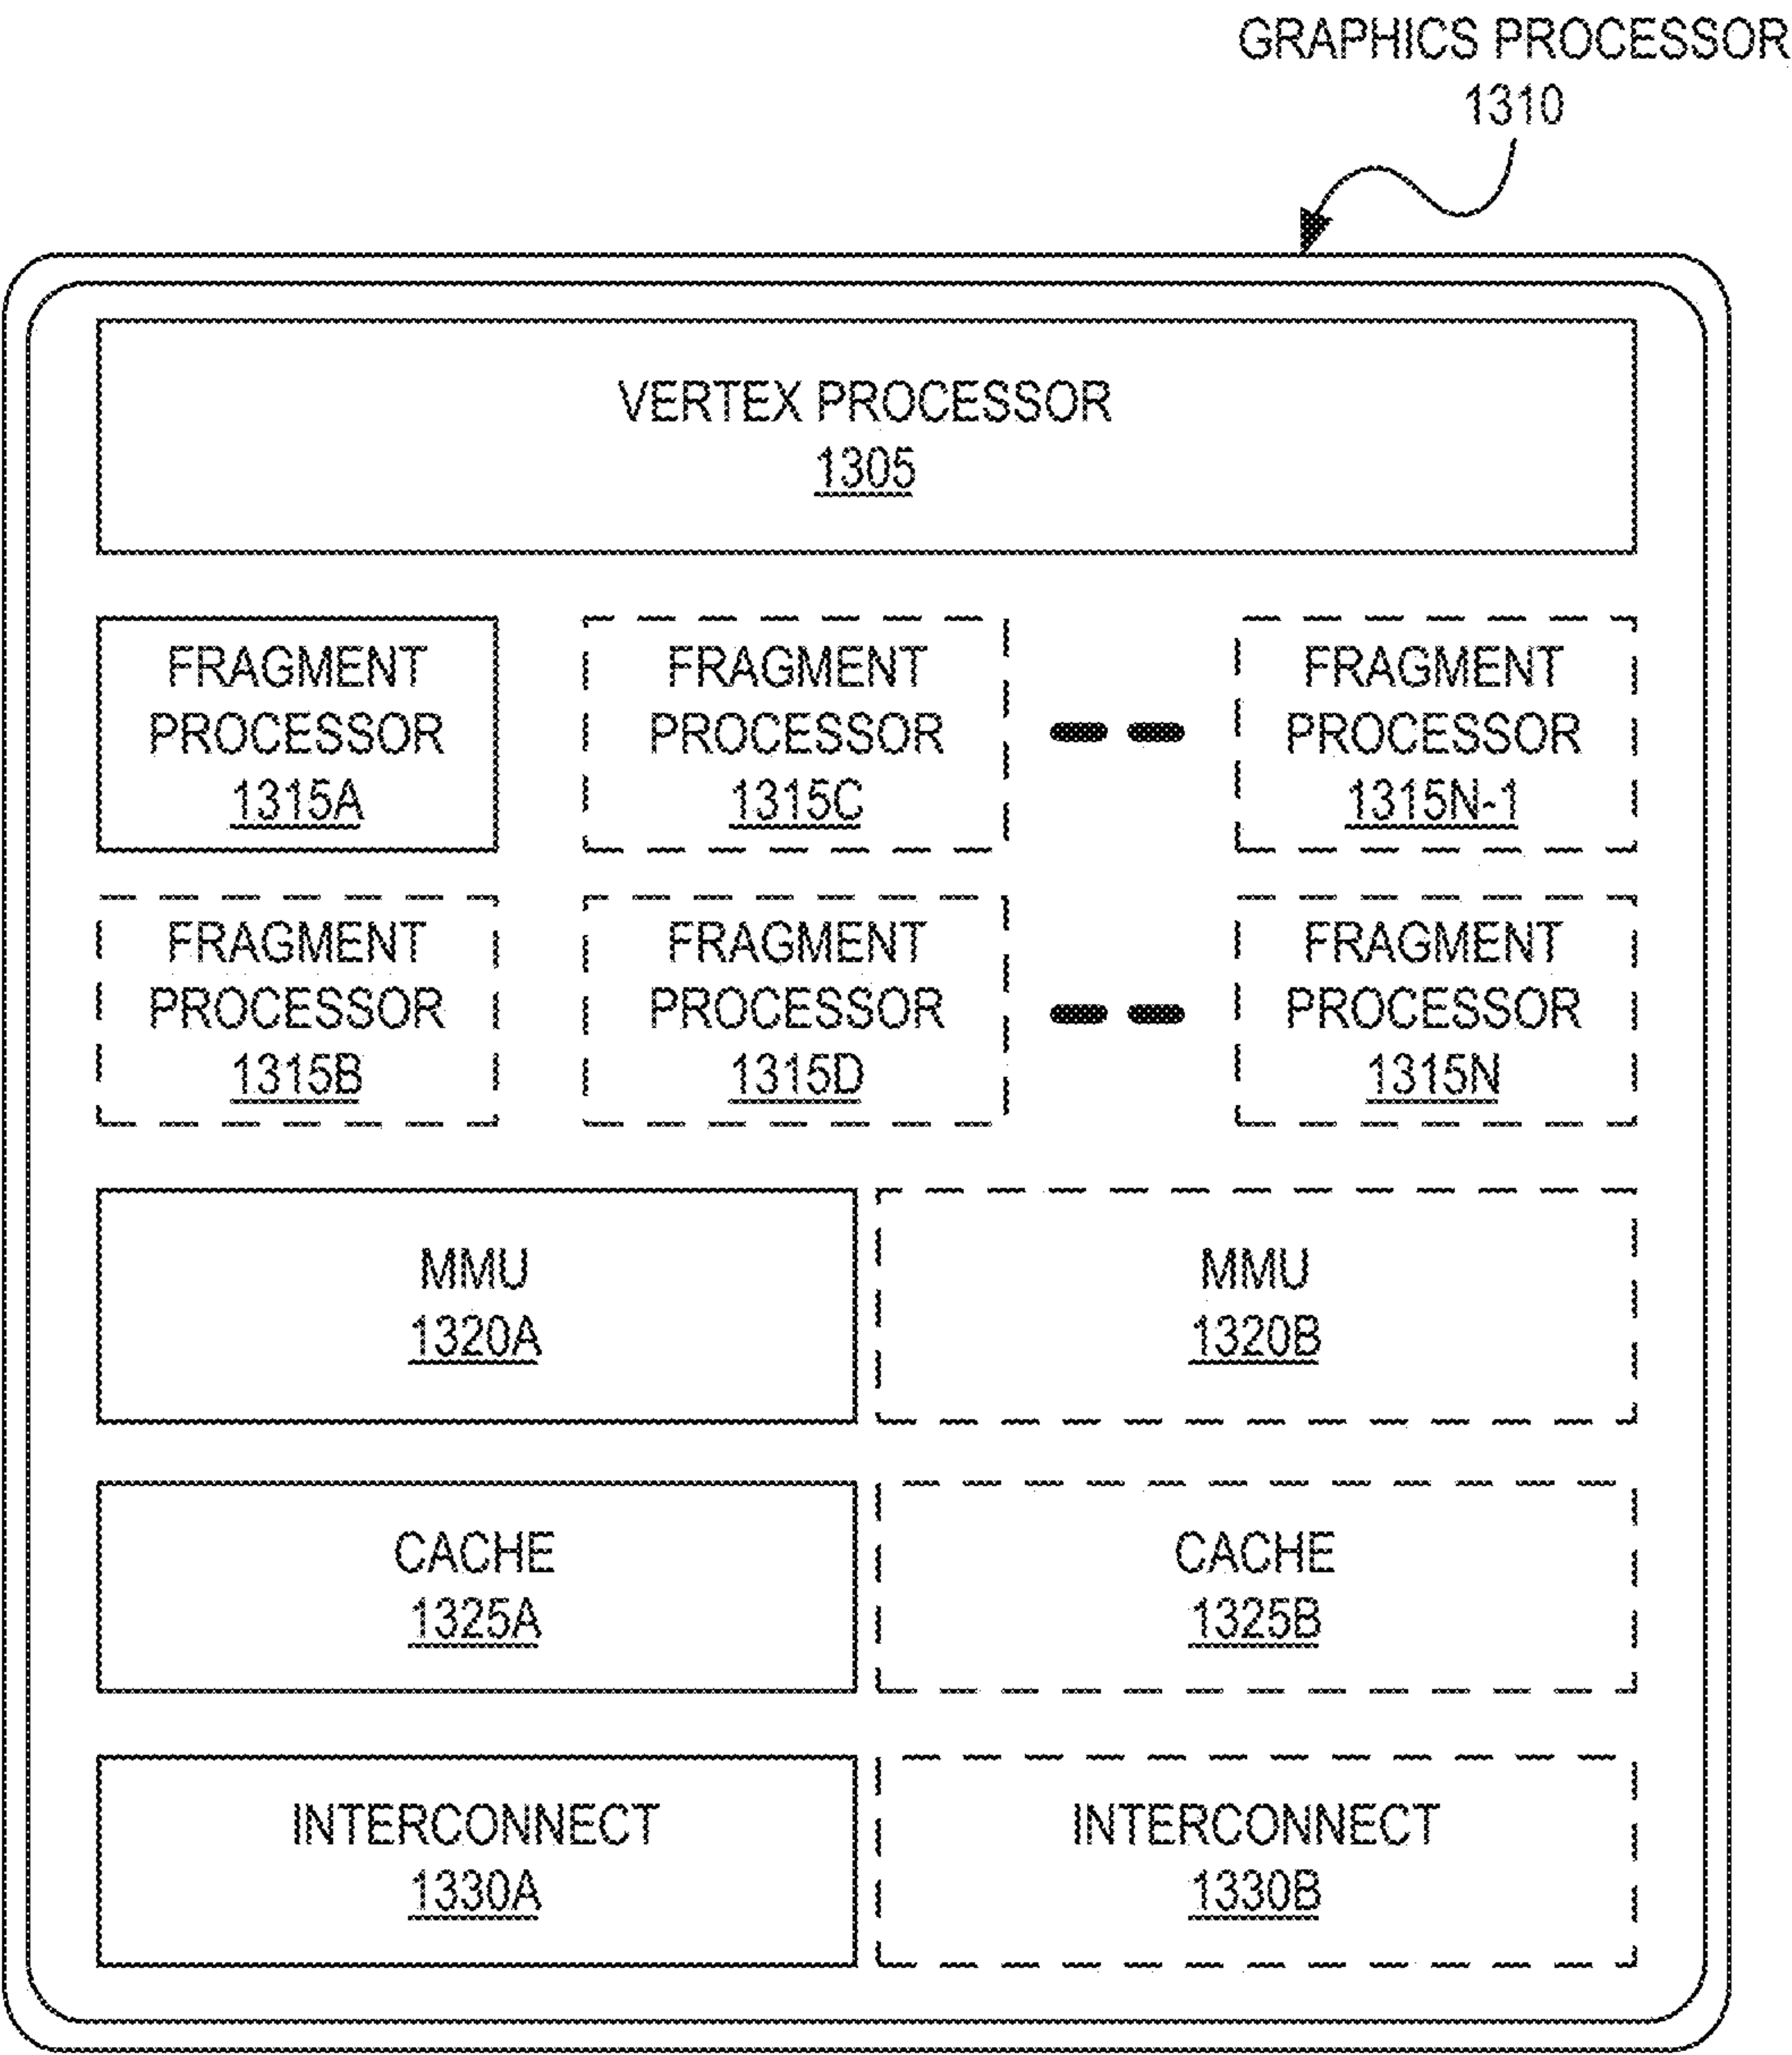 GRAPHICS PROCESSOR
1310
VERTEX PROCESSOR
1305
FRAGMENT
PROCESSOR
1315A
FRAGMENT
PROCESSOR
1315C
FRAGMENT
PROCESSOR
1315N-1
FRAGMENT
PROCESSOR
1315B
FRAGMENT
PROCESSOR
1315D
FRAGMENT
PROCESSOR
1315N
MMU
1320A
MMU
1320B
CACHE
1325A
CACHE
1325B
INTERCONNECT
1330A
INTERCONNECT
1330B